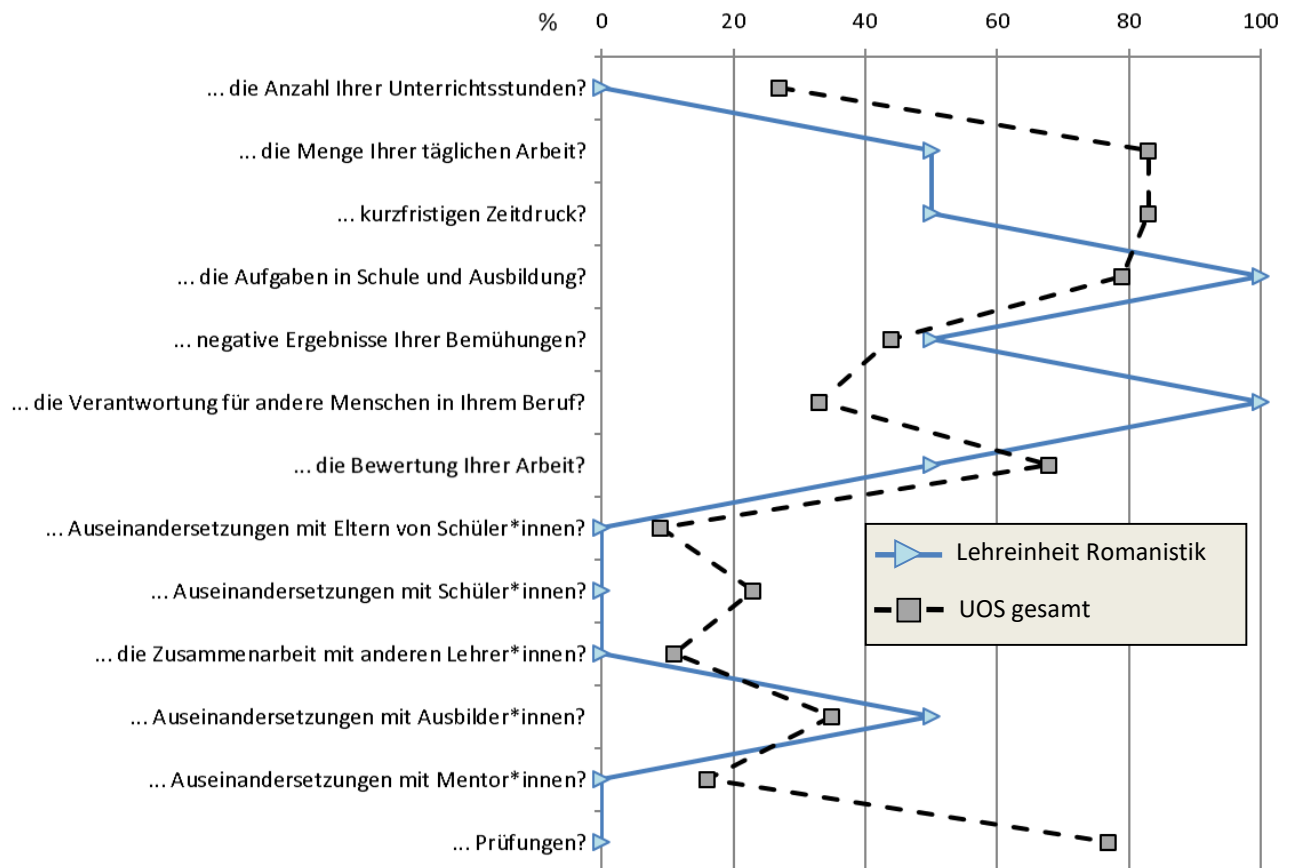 % 0 20 40 60 80 100
... die Anzahl Ihrer Unterrichtsstunden?
... die Menge Ihrer täglichen Arbeit?
... kurzfristigen Zeitdruck?
... die Aufgaben in Schule und Ausbildung?
... negative Ergebnisse Ihrer Bemühungen?
... die Verantwortung für andere Menschen in Ihrem Beruf?
... die Bewertung Ihrer Arbeit?
... Auseinandersetzungen mit Eltern von Schüler*innen?
... Auseinandersetzungen mit Schüler*innen?
... die Zusammenarbeit mit anderen Lehrer*innen?
... Auseinandersetzungen mit Ausbilder*innen?
... Auseinandersetzungen mit Mentor*innen?
... Prüfungen?
Lehreinheit Romanistik
UOS gesamt